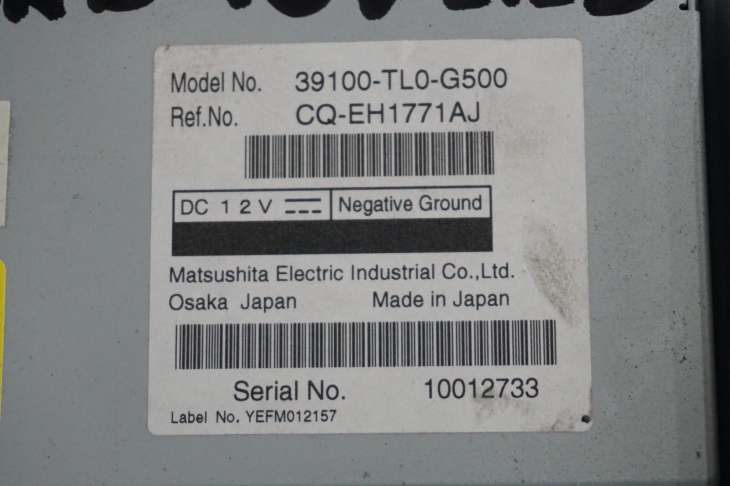 Model No. 39100-TL0-G500
Ref.No. CQ-EH1771AJ
DC 12V Negative Ground
Matsushita Electric Industrial Co.,Ltd.
Osaka Japan Made in Japan
Serial No. 10012733
Label No. YEFM012157